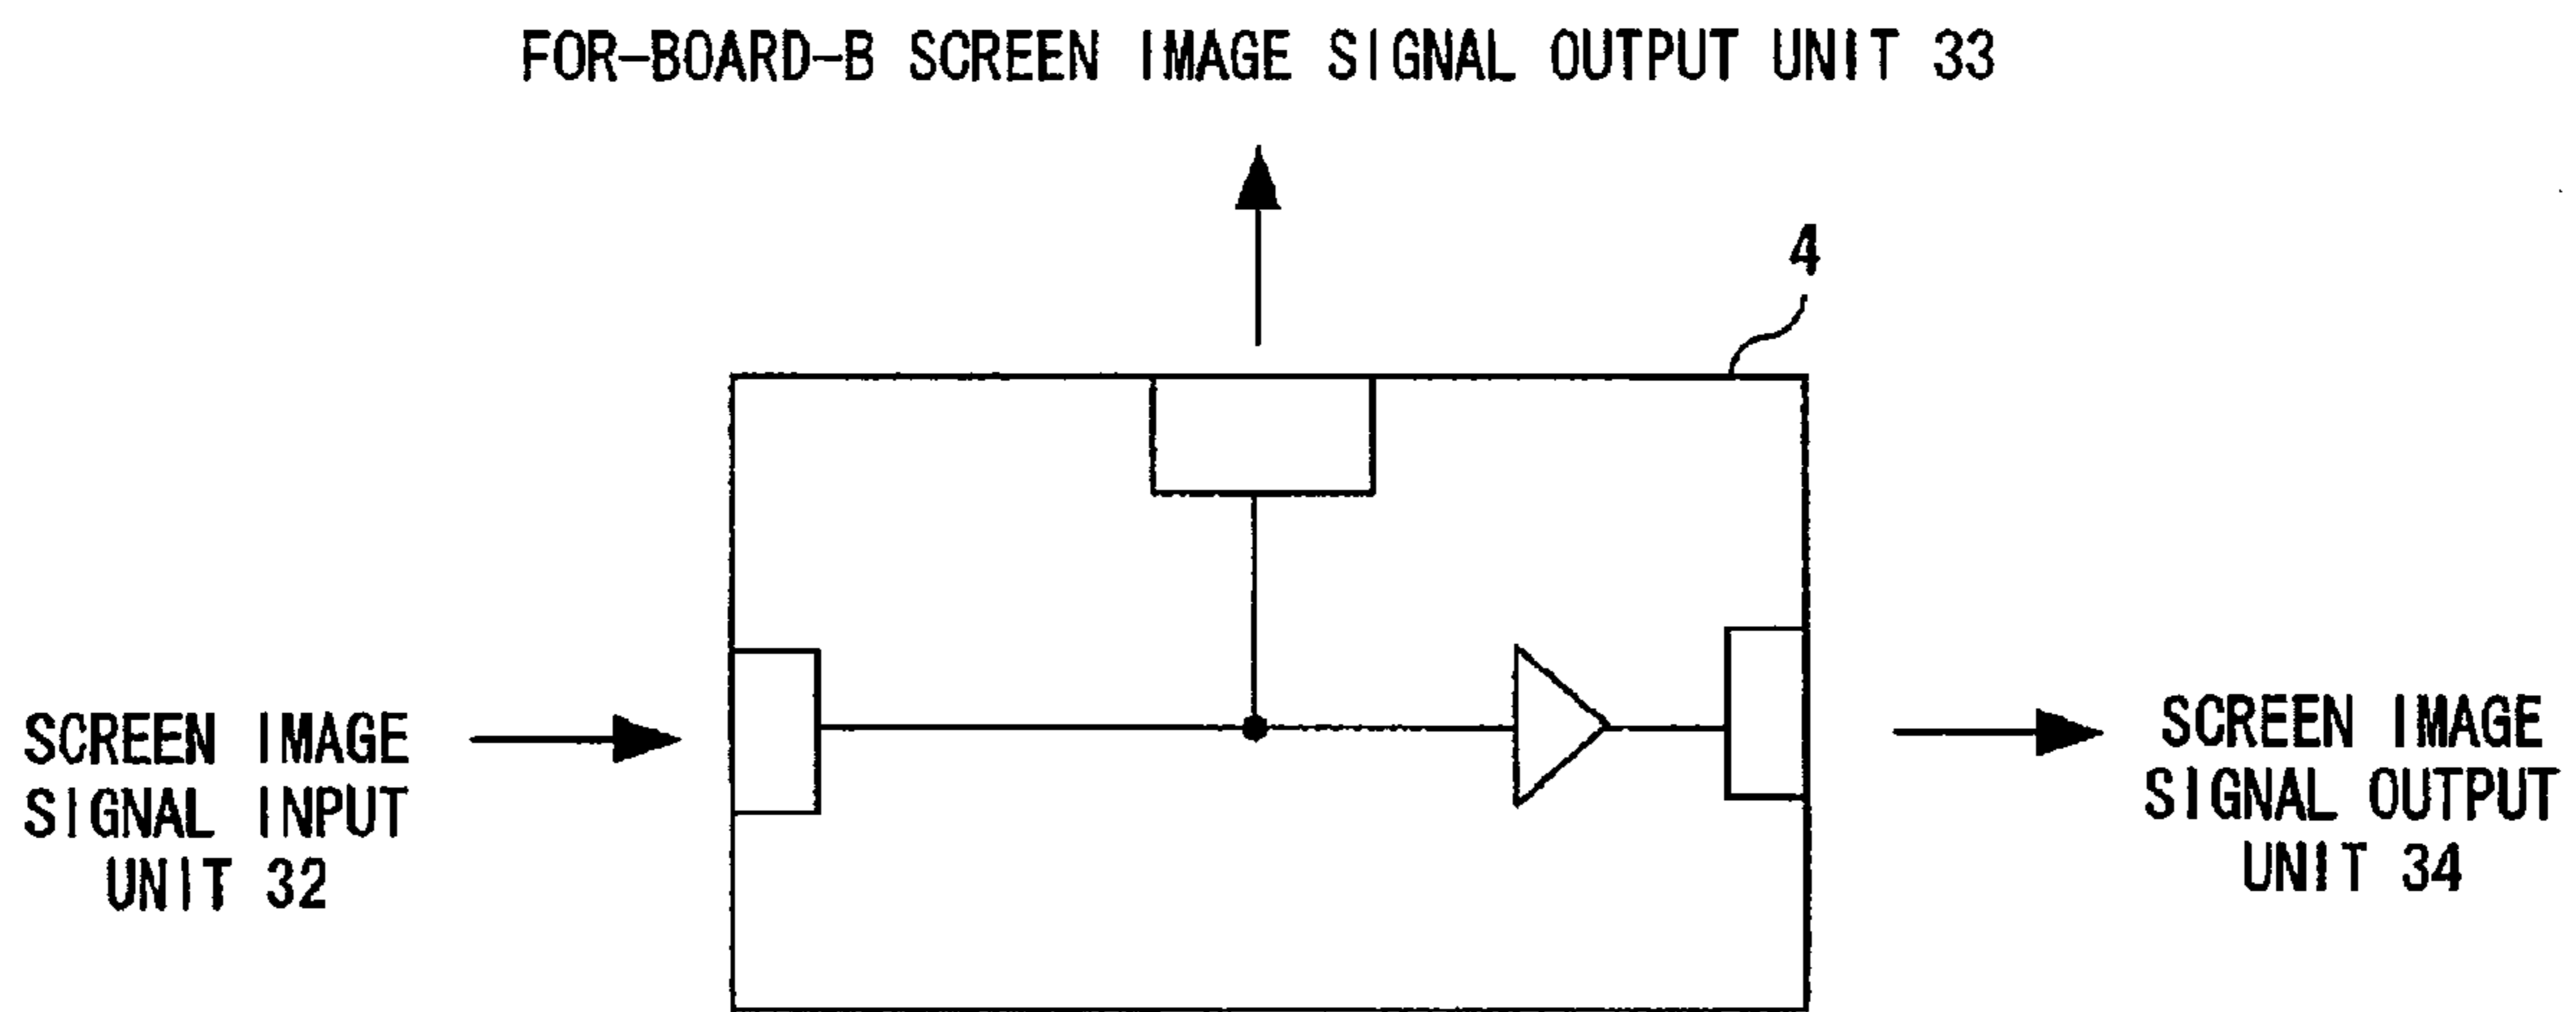 FOR-BOARD-B SCREEN IMAGE SIGNAL OUTPUT UNIT 33
4
SCREEN IMAGE
SIGNAL INPUT
UNIT 32
SCREEN IMAGE
SIGNAL OUTPUT
UNIT 34